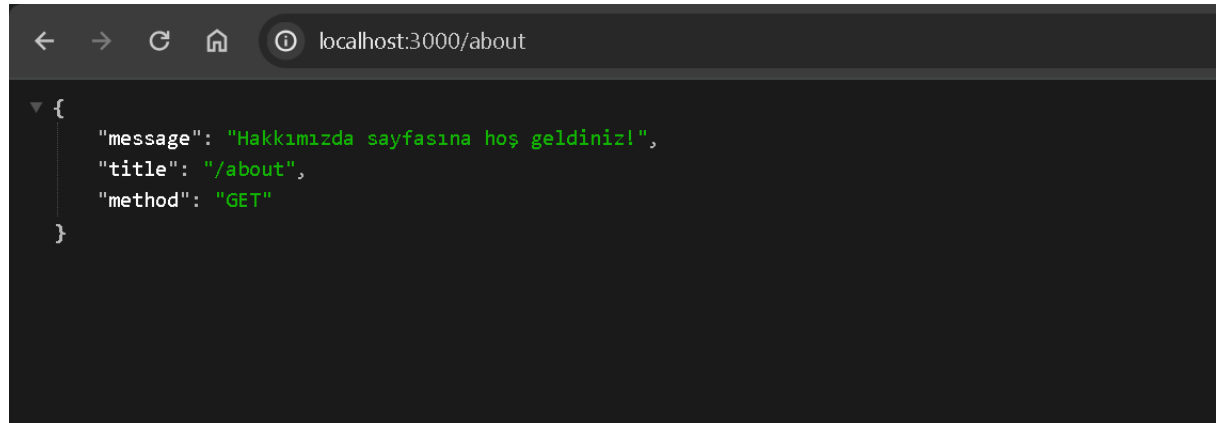 localhost:3000/about
{
"message": "Hakkımızda sayfasına hoş geldiniz!",
"title": "/about",
"method": "GET"
}